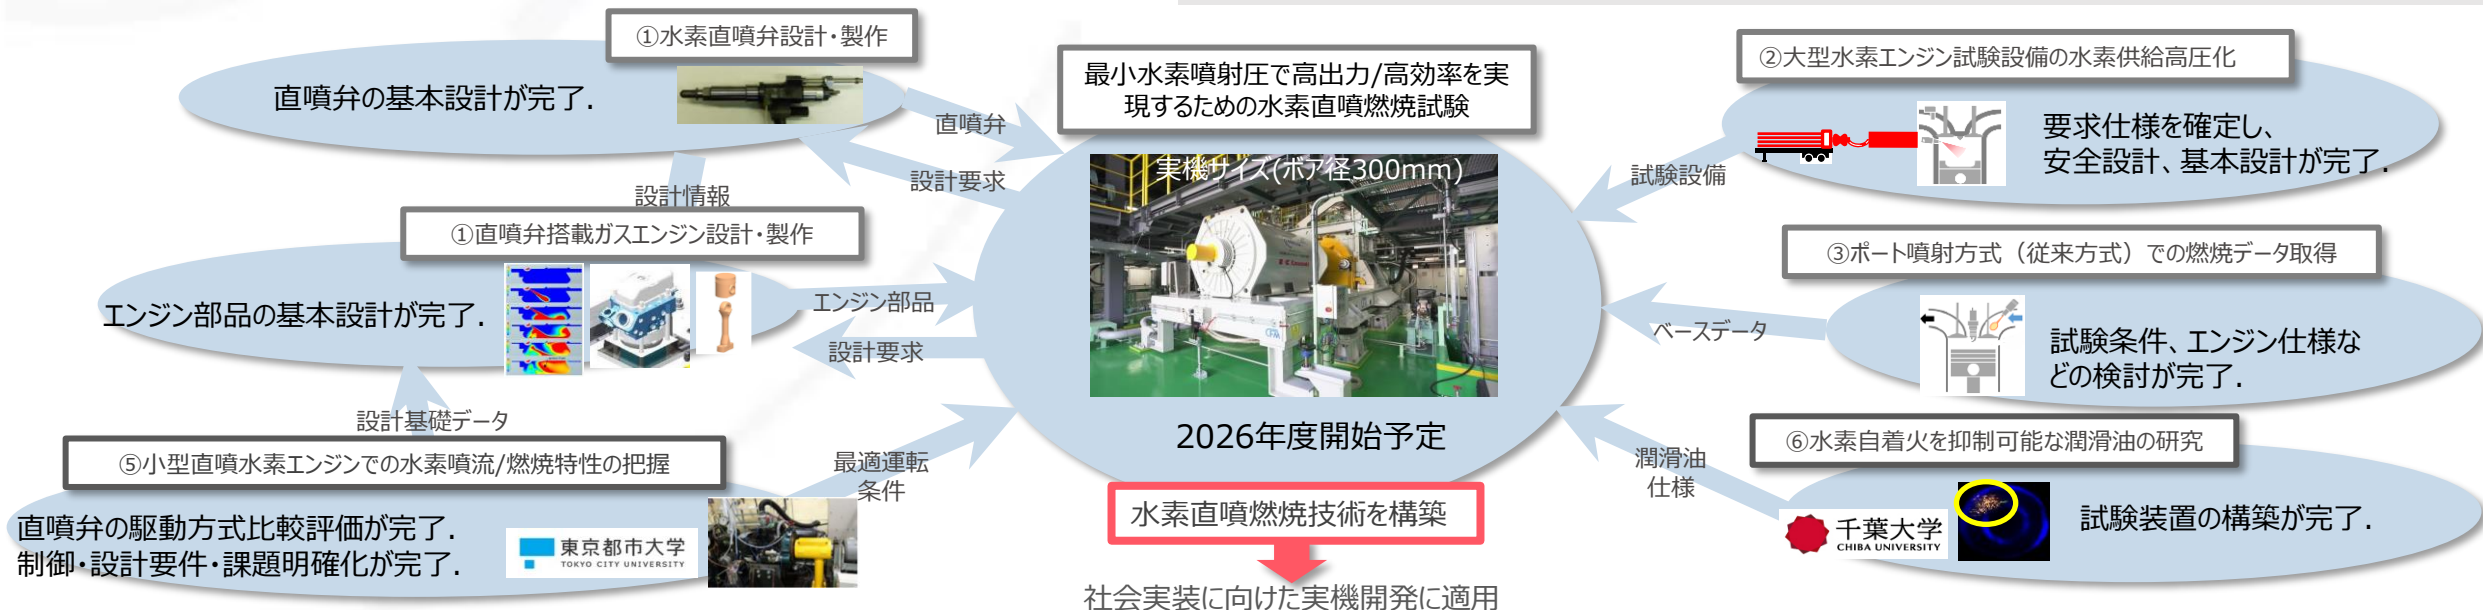 ①水素直噴弁設計・製作
直噴弁の基本設計が完了.
直噴弁
設計要求
設計情報
①直噴弁搭載ガスエンジン設計・製作
エンジン部品の基本設計が完了.
エンジン部品
設計要求
設計基礎データ
⑤小型直噴水素エンジンでの水素噴流/燃焼特性の把握
直噴弁の駆動方式比較評価が完了.
制御・設計要件・課題明確化が完了.
東京都市大学
TOKYO CITY UNIVERSITY
最適運転
条件
最小水素噴射圧で高出力/高効率を実
現するための水素直噴燃焼試験
実機サイズ(ボア径300mm)
2026年度開始予定
水素直噴燃焼技術を構築
社会実装に向けた実機開発に適用
②大型水素エンジン試験設備の水素供給高圧化
要求仕様を確定し、
安全設計、基本設計が完了.
試験設備
③ポート噴射方式（従来方式）での燃焼データ取得
試験条件、エンジン仕様な
どの検討が完了.
ベースデータ
⑥水素自着火を抑制可能な潤滑油の研究
潤滑油
仕様
千葉大学
CHIBA UNIVERSITY
試験装置の構築が完了.